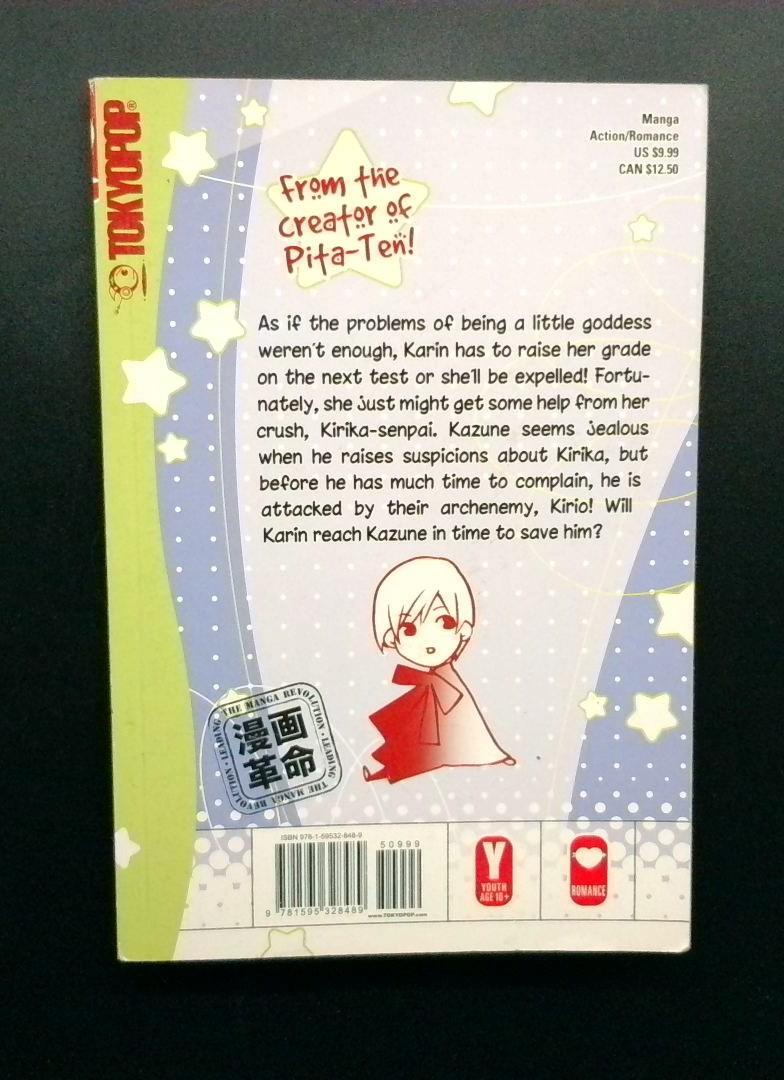 TOKYOPOP®
Manga
Action/Romance
US $9.99
CAN $12.50
From the
creator of
Pita-Ten!
As if the problems of being a little goddess
weren't enough, Karin has to raise her grade
on the next test or she'll be expelled! Fortu-
nately, she just might get some help from her
crush, Kirika-senpai. Kazune seems jealous
when he raises suspicions about Kirika, but
before he has much time to complain, he is
attacked by their archenemy, Kirio! Will
Karin reach Kazune in time to save him?
THE MANGA REVOLUTION · LEADING THE MANGA REVOLUTION · LEADING
漫画
革命
ISBN 978-1-59532-848-9
50999
9 781595 328489
www.TOKYOPOP.com
Y
YOUTH
AGE 10+
ROMANCE